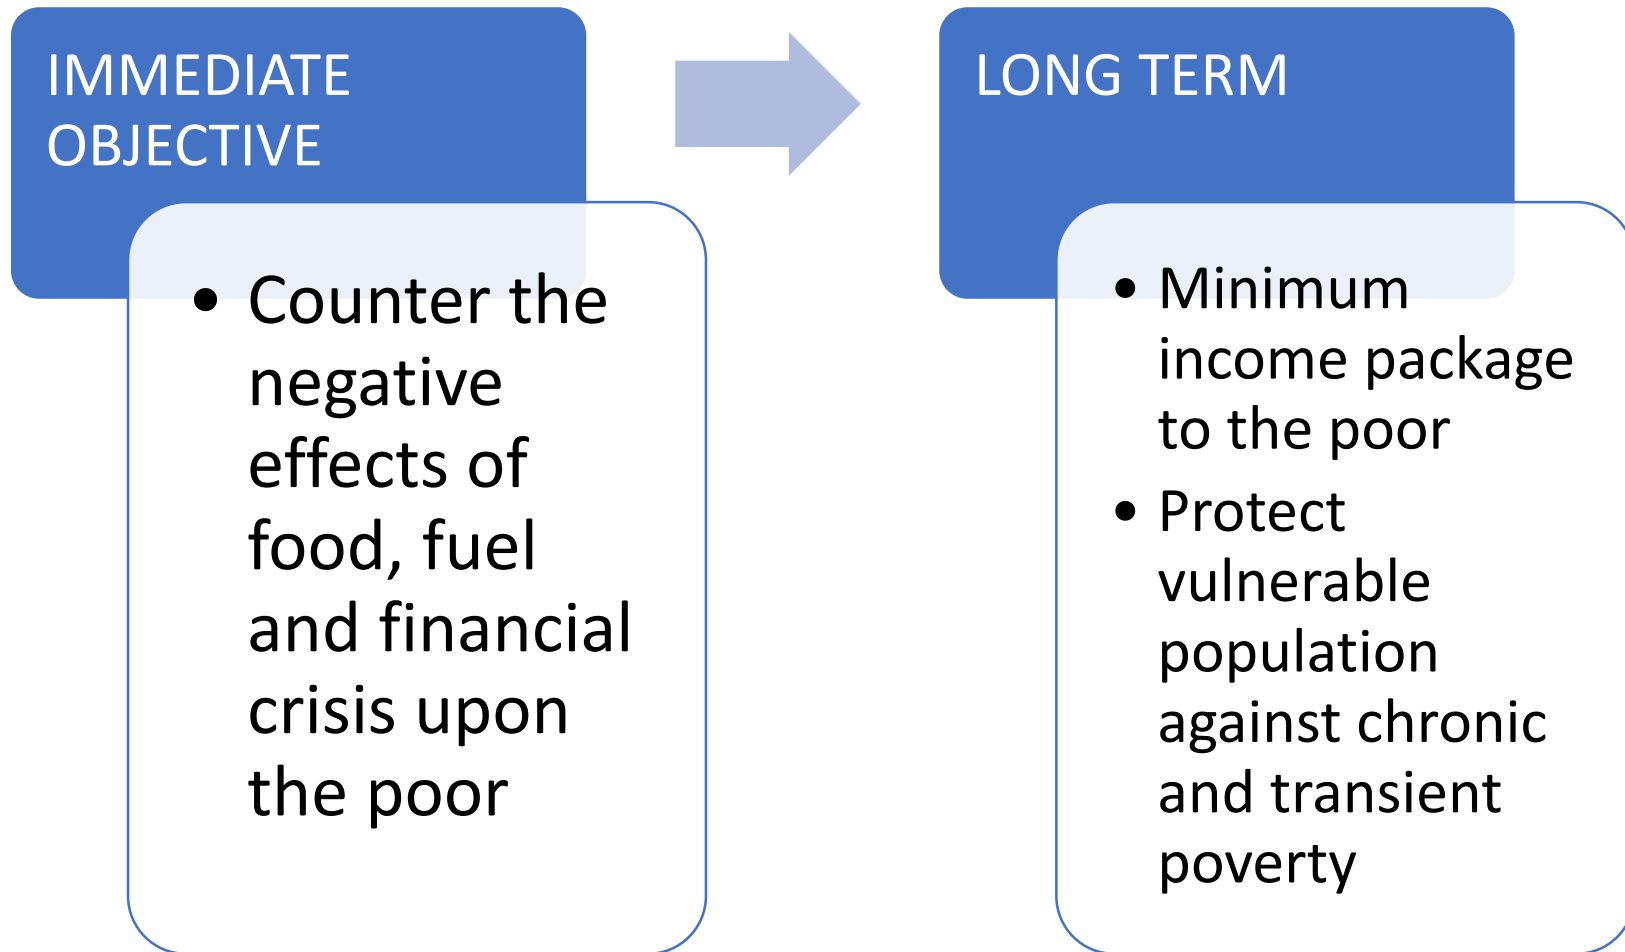 IMMEDIATE
OBJECTIVE
• Counter the
negative
effects of
food, fuel
and financial
crisis upon
the poor
LONG TERM
• Minimum
income package
to the poor
• Protect
vulnerable
population
against chronic
and transient
poverty